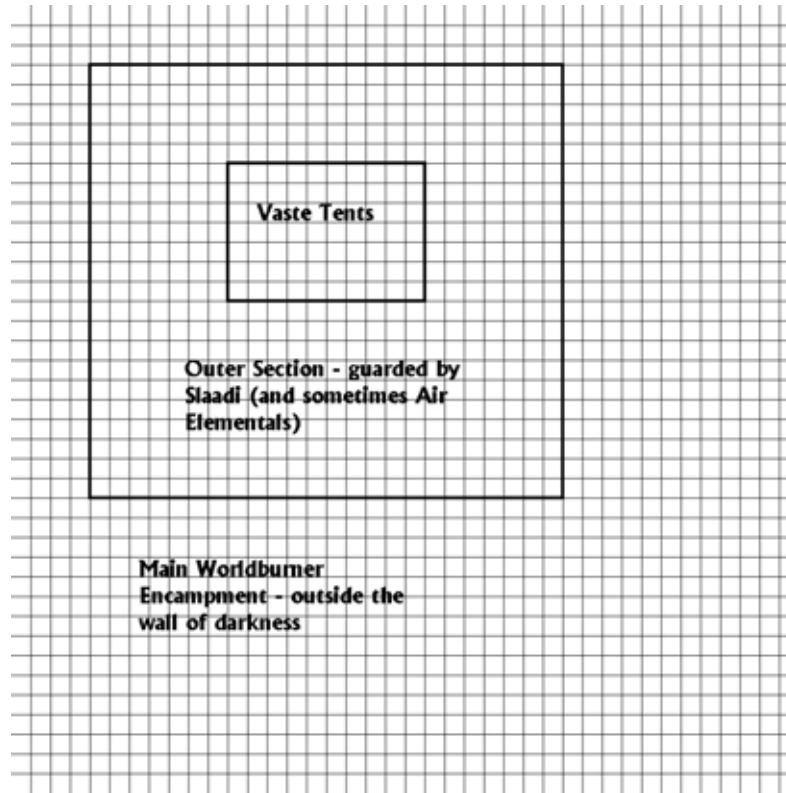 Vaste Tents
Outer Section - guarded by
Slaadi (and sometimes Air
Elementals)
Main Worldburner
Encampment - outside the
wall of darkness